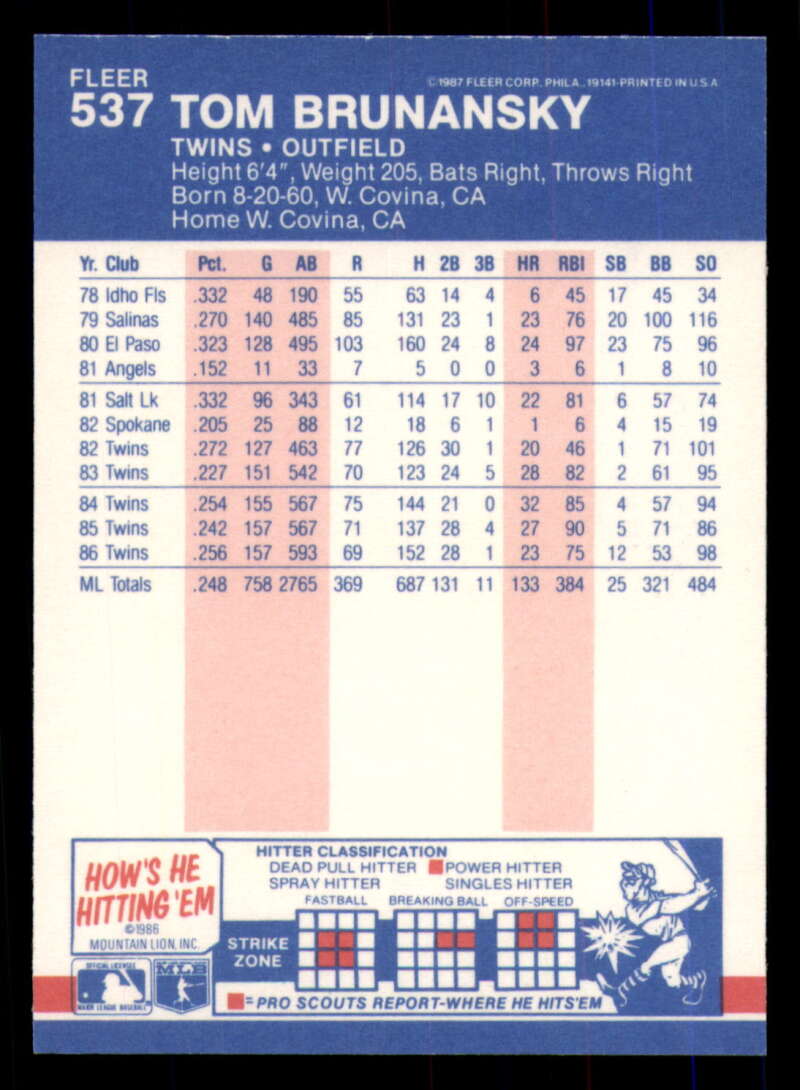 FLEER
©1987 FLEER CORP. PHILA., 19141-PRINTED IN U.S.A
537 TOM BRUNANSKY
TWINS • OUTFIELD
Height 6'4", Weight 205, Bats Right, Throws Right
Born 8-20-60, W. Covina, CA
Home W. Covina, CA
Yr. Club Pct. G AB R H 2B 3B HR RBI SB BB SO
78 Idho Fls .332 48 190 55 63 14 4 6 45 17 45 34
79 Salinas .270 140 485 85 131 23 1 23 76 20 100 116
80 El Paso .323 128 495 103 160 24 8 24 97 23 75 96
81 Angels .152 11 33 7 5 0 0 3 6 1 8 10
81 Salt Lk .332 96 343 61 114 17 10 22 81 6 57 74
82 Spokane .205 25 88 12 18 6 1 1 6 4 15 19
82 Twins .272 127 463 77 126 30 1 20 46 1 71 101
83 Twins .227 151 542 70 123 24 5 28 82 2 61 95
84 Twins .254 155 567 75 144 21 0 32 85 4 57 94
85 Twins .242 157 567 71 137 28 4 27 90 5 71 86
86 Twins .256 157 593 69 152 28 1 23 75 12 53 98
ML Totals .248 758 2765 369 687 131 11 133 384 25 321 484
HOW'S HE
HITTING 'EM
©1986
MOUNTAIN LION, INC.
HITTER CLASSIFICATION
DEAD PULL HITTER POWER HITTER
SPRAY HITTER SINGLES HITTER
FASTBALL BREAKING BALL OFF-SPEED
STRIKE
ZONE
=PRO SCOUTS REPORT-WHERE HE HITS'EM
OFFICIAL LICENSEE
MAJOR LEAGUE BASEBALL
MLB